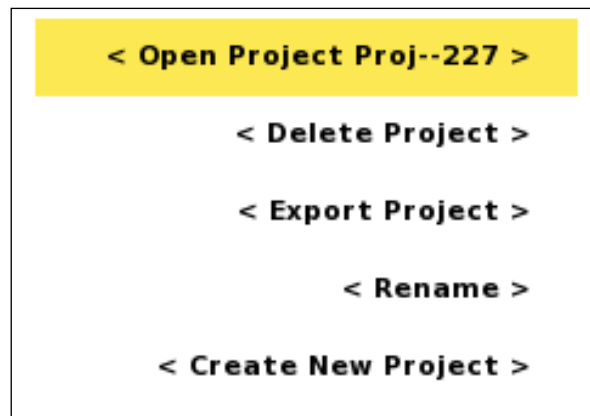 < Open Project Proj--227 >
< Delete Project >
< Export Project >
< Rename >
< Create New Project >